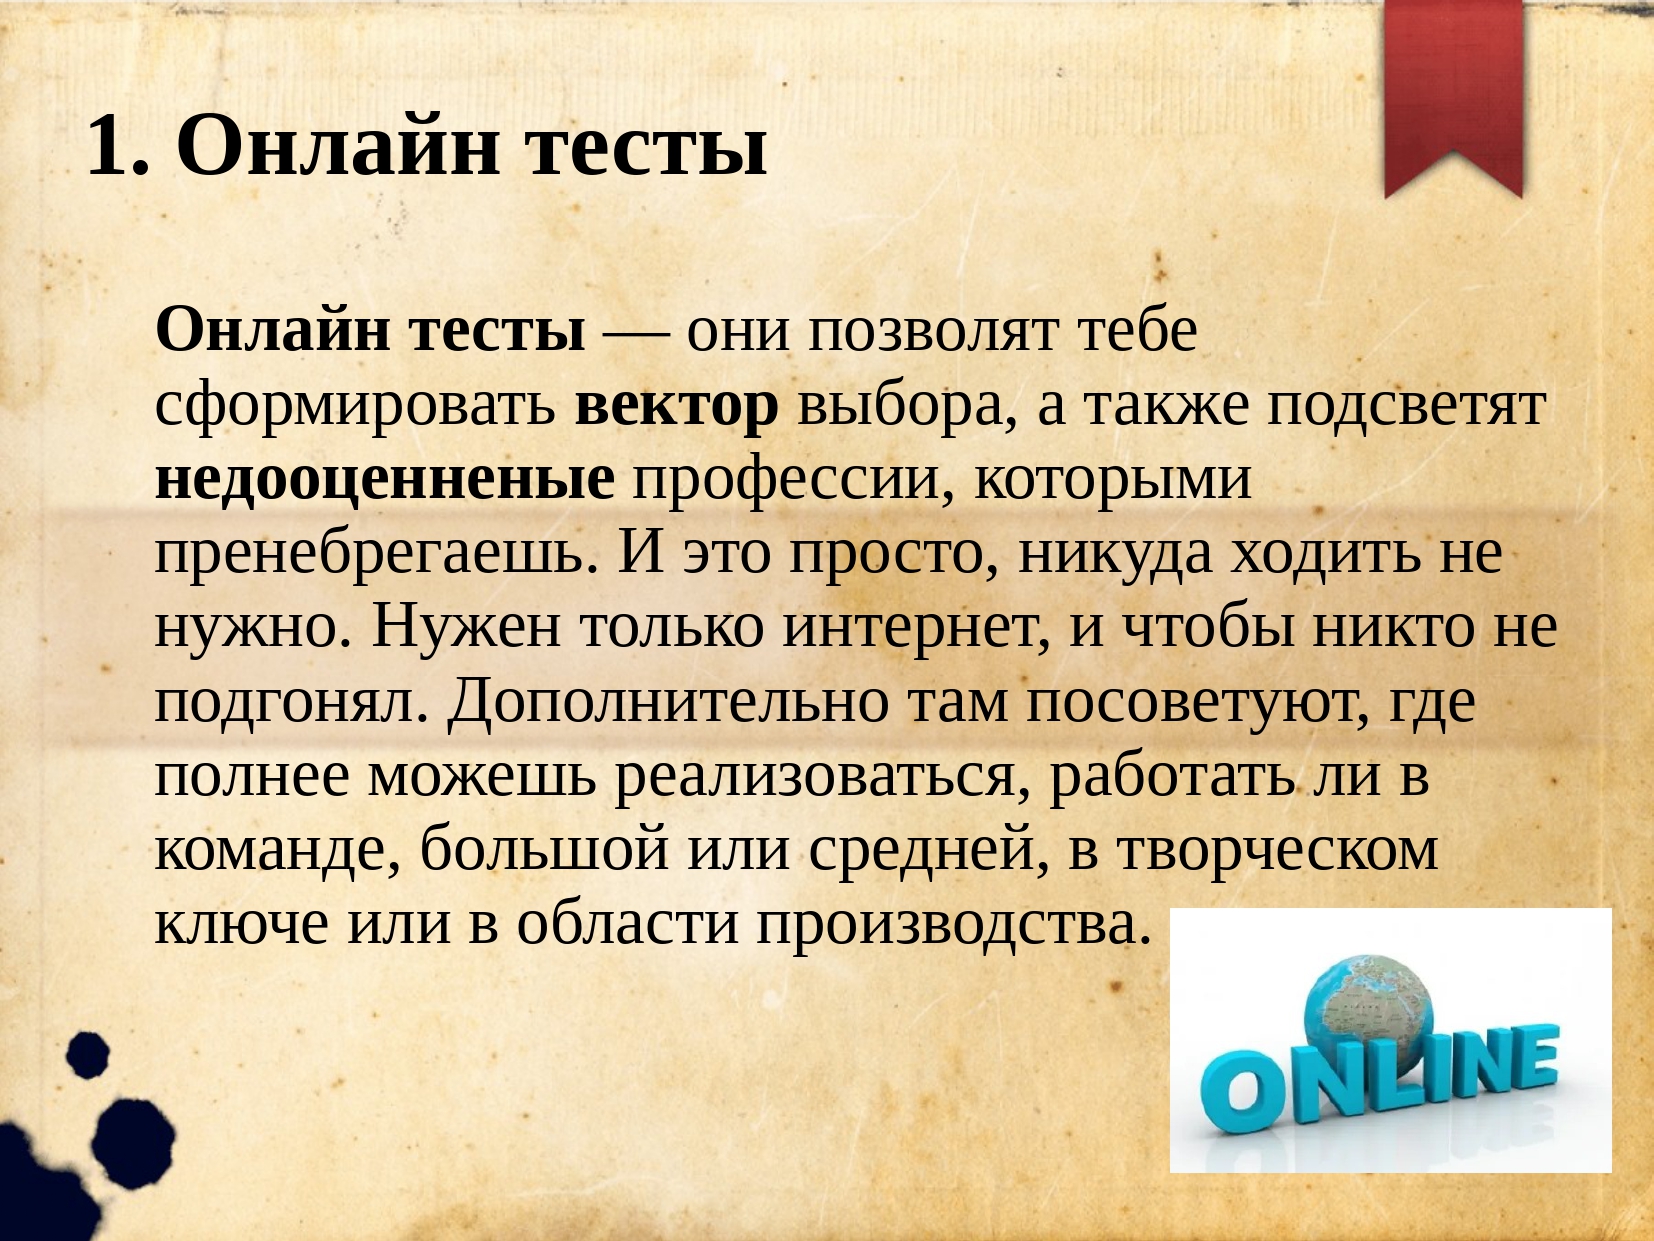 1. Онлайн тесты
Онлайн тесты — они позволят тебе
сформировать вектор выбора, а также подсветят
недооценненые профессии, которыми
пренебрегаешь. И это просто, никуда ходить не
нужно. Нужен только интернет, и чтобы никто не
подгонял. Дополнительно там посоветуют, где
полнее можешь реализоваться, работать ли в
команде, большой или средней, в творческом
ключе или в области производства.
ONLINE